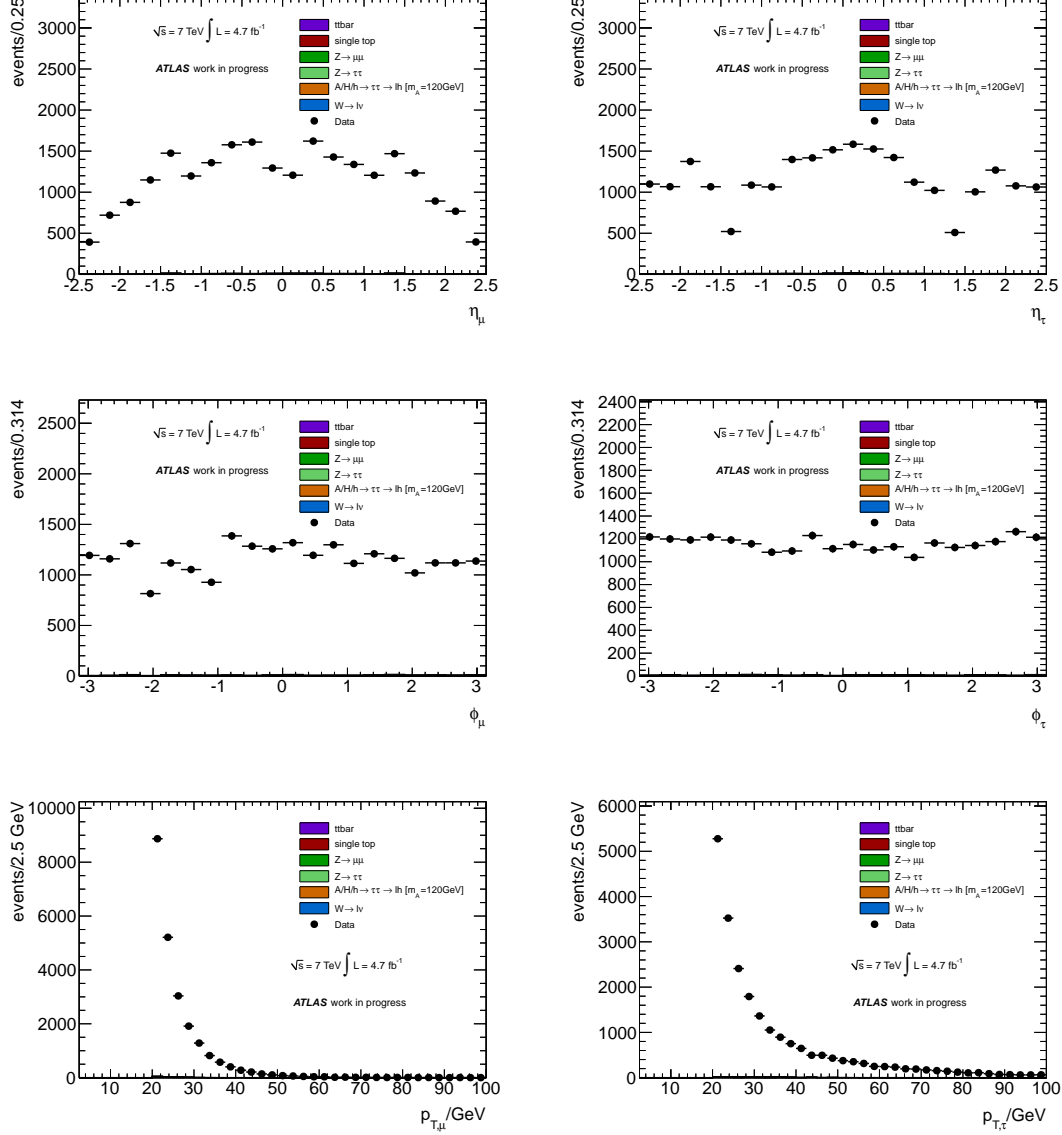 events/0.25
3000
2500
2000
1500
1000
500
0
√s = 7 TeV ∫ L = 4.7 fb⁻¹
ATLAS work in progress
ttbar
single top
Z→ μμ
Z→ ττ
A/H/h→ ττ → lh [m_A=120GeV]
W→ lν
Data
-2.5 -2 -1.5 -1 -0.5 0 0.5 1 1.5 2 2.5
η_μ
events/0.25
3000
2500
2000
1500
1000
500
0
√s = 7 TeV ∫ L = 4.7 fb⁻¹
ATLAS work in progress
ttbar
single top
Z→ μμ
Z→ ττ
A/H/h→ ττ → lh [m_A=120GeV]
W→ lν
Data
-2.5 -2 -1.5 -1 -0.5 0 0.5 1 1.5 2 2.5
η_τ
events/0.314
2500
2000
1500
1000
500
0
√s = 7 TeV ∫ L = 4.7 fb⁻¹
ATLAS work in progress
ttbar
single top
Z→ μμ
Z→ ττ
A/H/h→ ττ → lh [m_A=120GeV]
W→ lν
Data
-3 -2 -1 0 1 2 3
ϕ_μ
events/0.314
2400
2200
2000
1800
1600
1400
1200
1000
800
600
400
200
0
√s = 7 TeV ∫ L = 4.7 fb⁻¹
ATLAS work in progress
ttbar
single top
Z→ μμ
Z→ ττ
A/H/h→ ττ → lh [m_A=120GeV]
W→ lν
Data
-3 -2 -1 0 1 2 3
ϕ_τ
events/2.5 GeV
10000
8000
6000
4000
2000
0
ttbar
single top
Z→ μμ
Z→ ττ
A/H/h→ ττ → lh [m_A=120GeV]
W→ lν
Data
√s = 7 TeV ∫ L = 4.7 fb⁻¹
ATLAS work in progress
10 20 30 40 50 60 70 80 90 100
p_T,μ/GeV
events/2.5 GeV
6000
5000
4000
3000
2000
1000
0
ttbar
single top
Z→ μμ
Z→ ττ
A/H/h→ ττ → lh [m_A=120GeV]
W→ lν
Data
√s = 7 TeV ∫ L = 4.7 fb⁻¹
ATLAS work in progress
10 20 30 40 50 60 70 80 90 100
p_T,τ/GeV